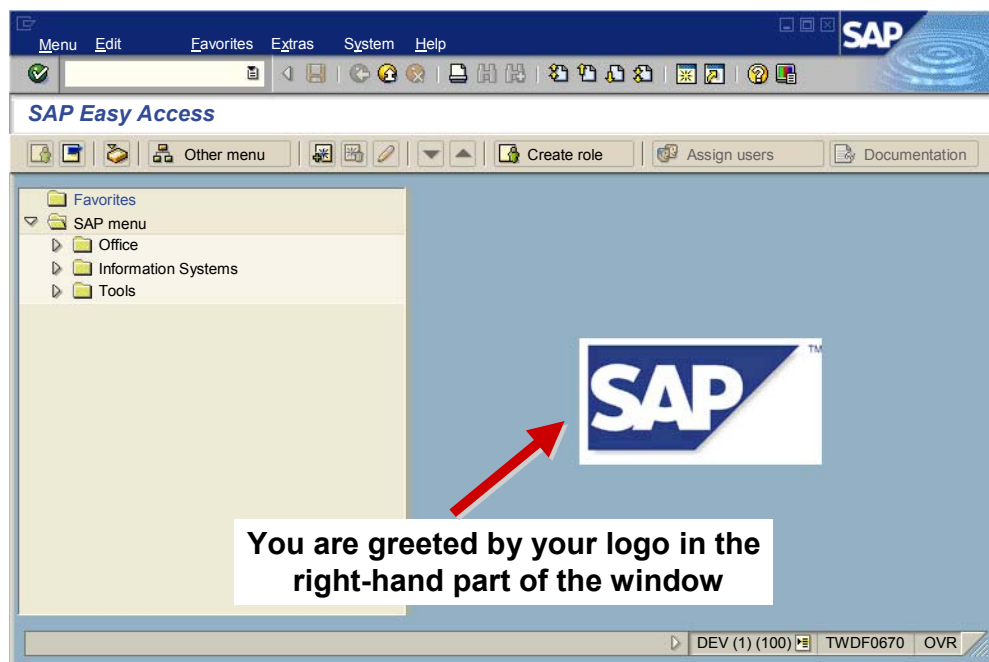 Menu Edit Favorites Extras System Help
SAP
SAP Easy Access
Other menu Create role Assign users Documentation
Favorites
SAP menu
Office
Information Systems
Tools
SAP
TM
You are greeted by your logo in the
right-hand part of the window
DEV (1) (100) TWDF0670 OVR